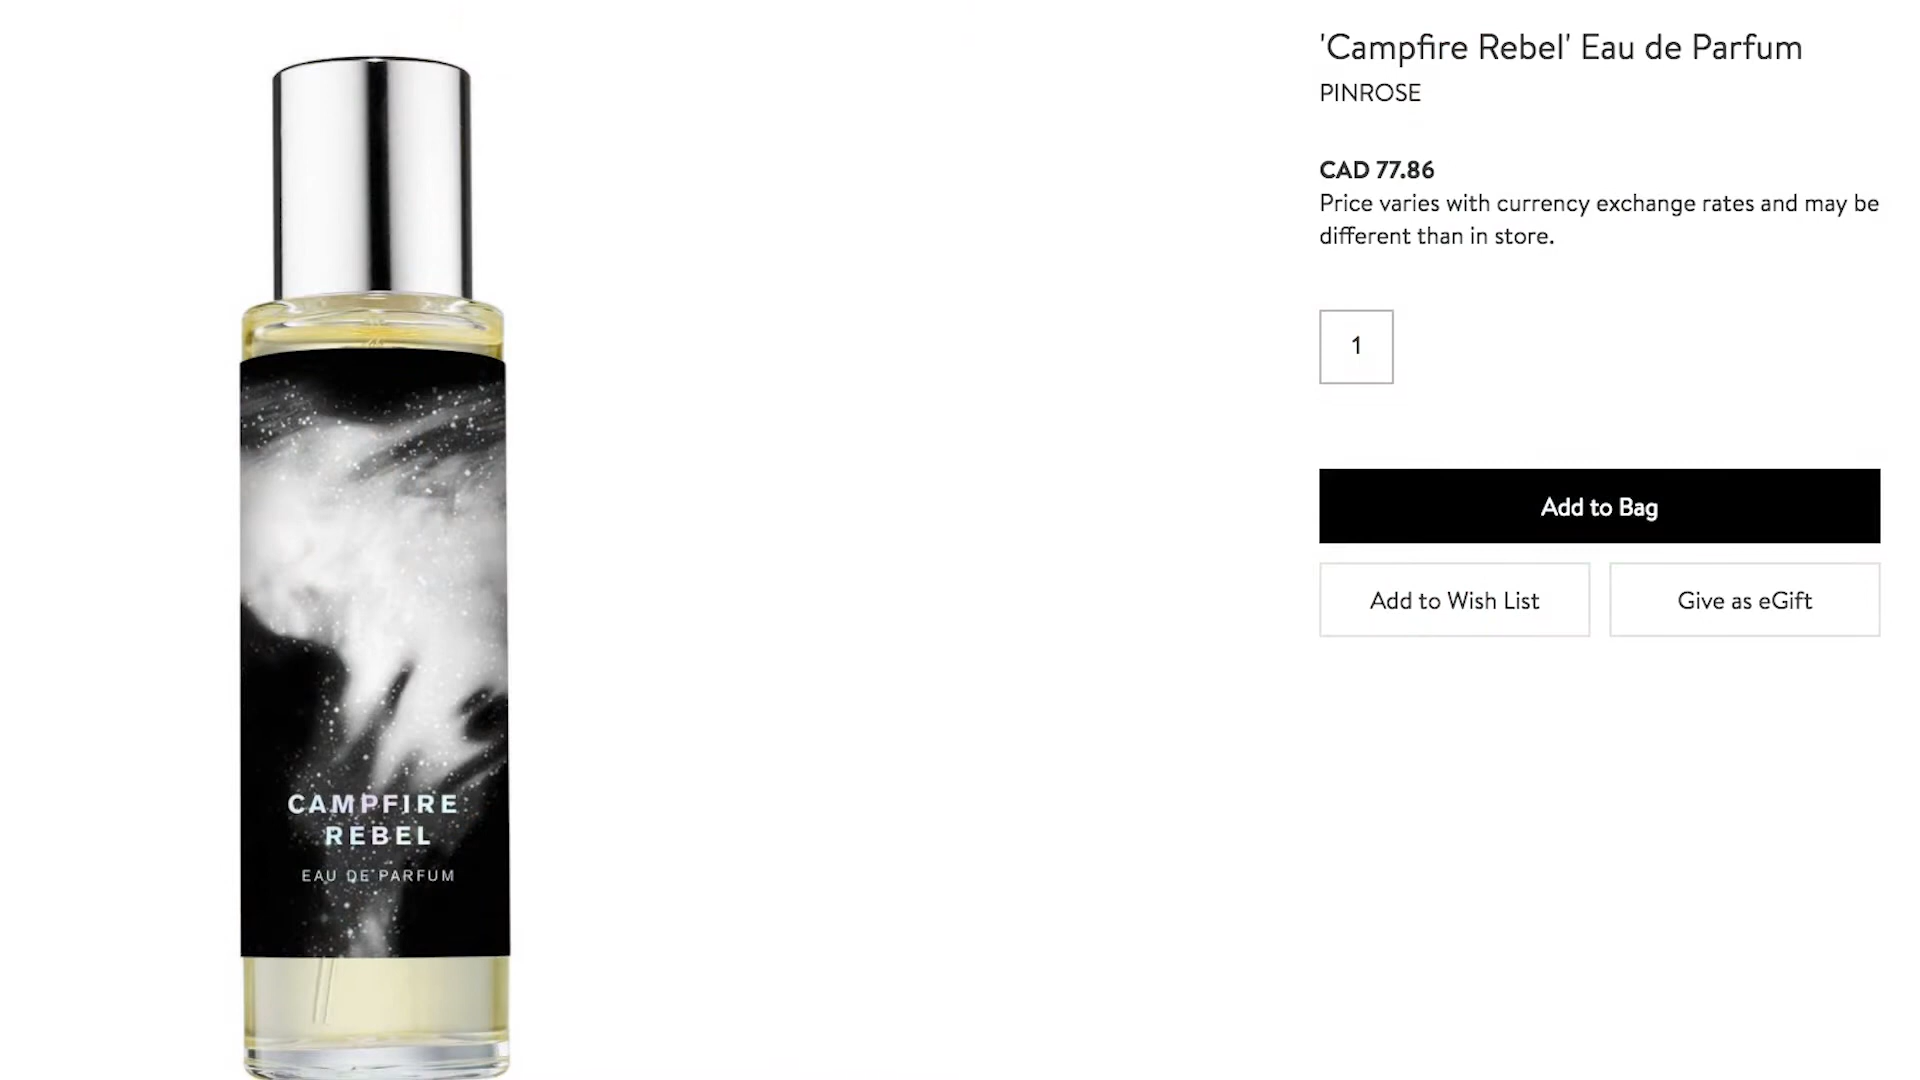 'Campfire Rebel' Eau de Parfum
PINROSE
CAD 77.86
Price varies with currency exchange rates and may be
different than in store.
1
Add to Bag
Add to Wish List
Give as eGift
CAMPFIRE
REBEL
EAU DE PARFUM